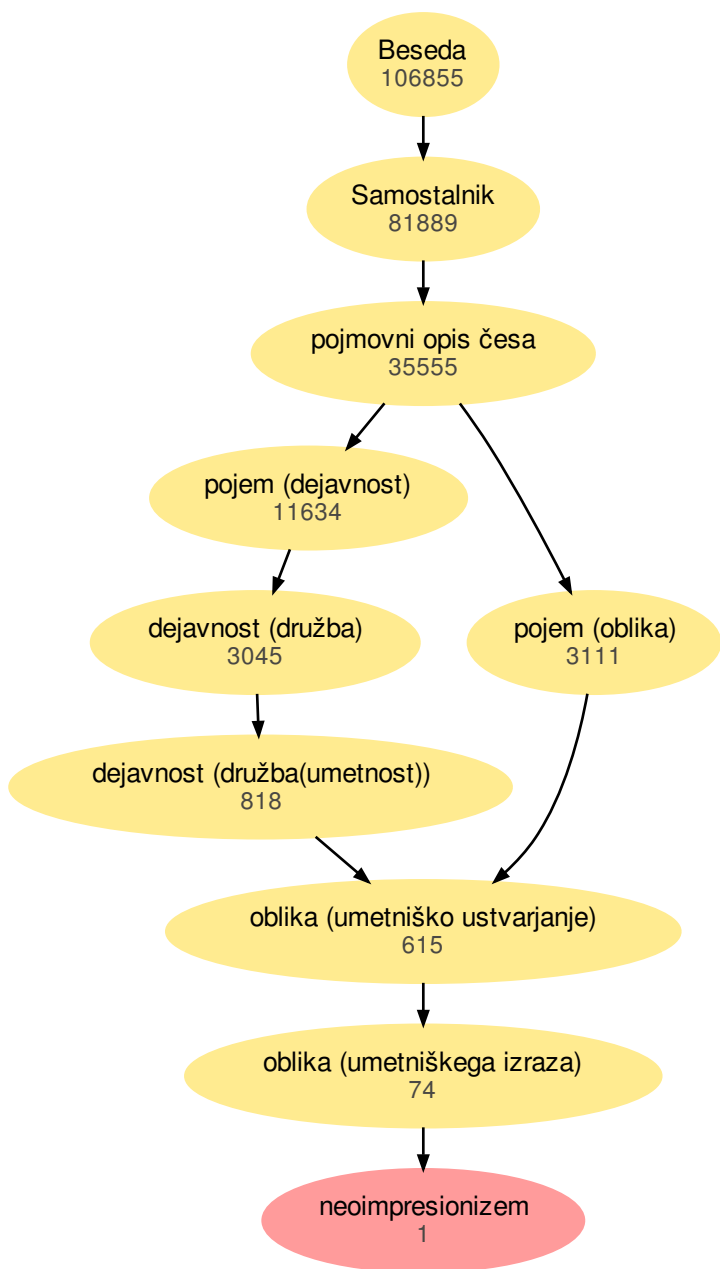 Beseda
106855
Samostalnik
81889
pojmovni opis česa
35555
pojem (dejavnost)
11634
dejavnost (družba)
3045
pojem (oblika)
3111
dejavnost (družba(umetnost))
818
oblika (umetniško ustvarjanje)
615
oblika (umetniškega izraza)
74
neoimpresionizem
1